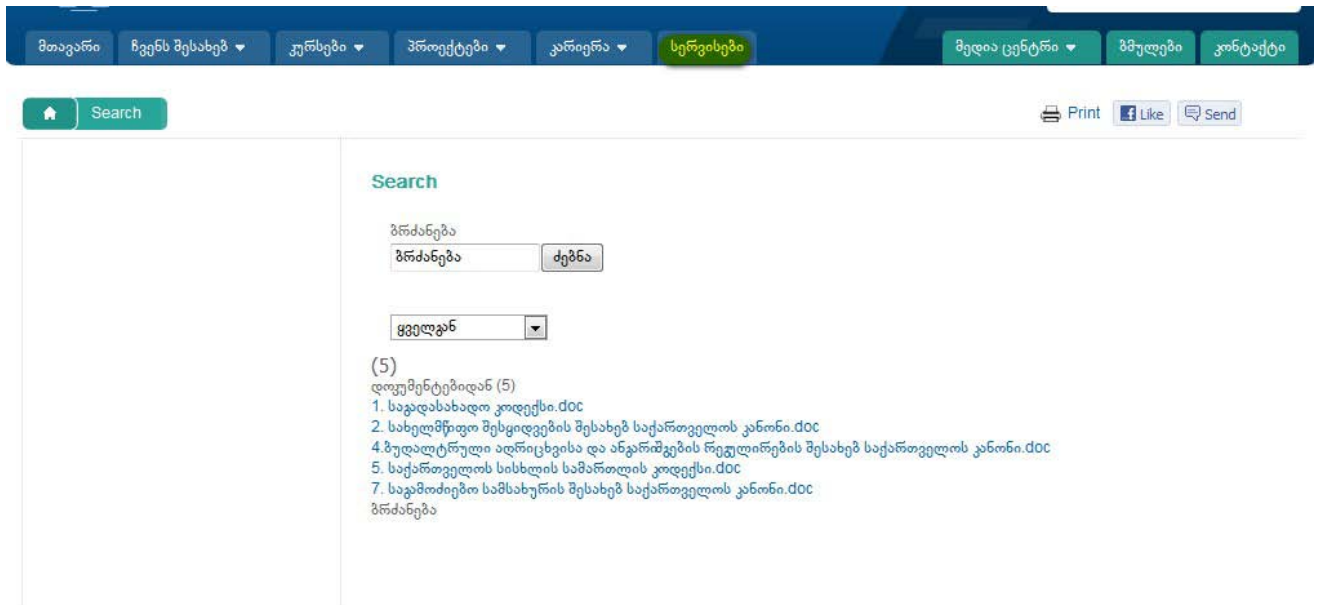 მთავარი ჩვენს შესახებ კურსები პროექტები კარიერა სერვისები მედია ცენტრი ბმულები კონტაქტი
Search Print Like Send
Search
ბრძანება
ბრძანება ძებნა
ყველგან
(5)
დოკუმენტებიდან (5)
1. საგადასახადო კოდექსი.doc
2. სახელმწიფო შესყიდვების შესახებ საქართველოს კანონი.doc
4.ბუღალტრული აღრიცხვისა და ანგარიშგების რეგულირების შესახებ საქართველოს კანონი.doc
5. საქართველოს სისხლის სამართლის კოდექსი.doc
7. საგამოძიებო სამსახურის შესახებ საქართველოს კანონი.doc
ბრძანება